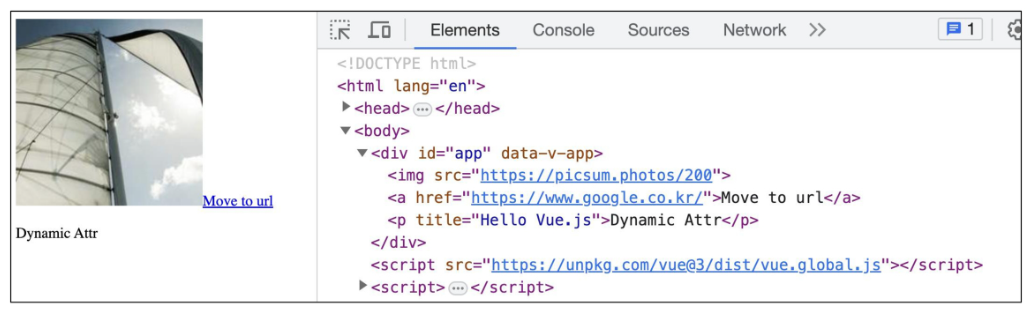 Move to url
Dynamic Attr
Elements Console Sources Network >> 1
<!DOCTYPE html>
<html lang="en">
<head> ••• </head>
<body>
<div id="app" data-v-app>
<img src="https://picsum.photos/200">
<a href="https://www.google.co.kr/">Move to url</a>
<p title="Hello Vue.js">Dynamic Attr</p>
</div>
<script src="https://unpkg.com/vue@3/dist/vue.global.js"></script>
<script> ••• </script>